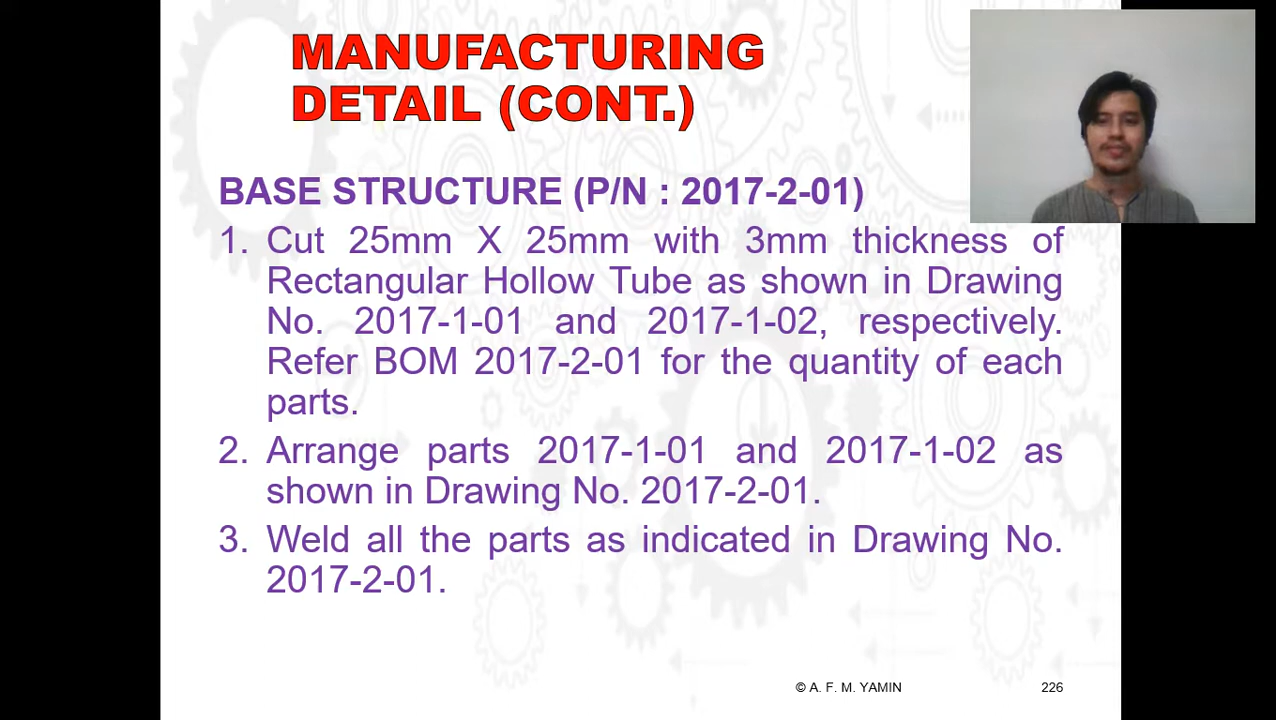 MANUFACTURING
DETAIL (CONT.)
BASE STRUCTURE (P/N : 2017-2-01)
1. Cut 25mm X 25mm with 3mm thickness of
Rectangular Hollow Tube as shown in Drawing
No. 2017-1-01 and 2017-1-02, respectively.
Refer BOM 2017-2-01 for the quantity of each
parts.
2. Arrange parts 2017-1-01 and 2017-1-02 as
shown in Drawing No. 2017-2-01.
3. Weld all the parts as indicated in Drawing No.
2017-2-01.
© A. F. M. YAMIN 226